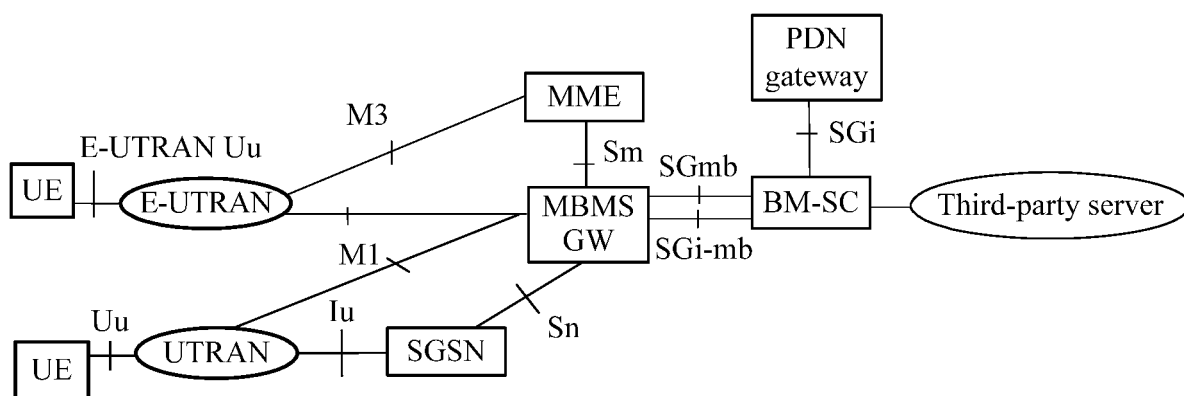 PDN
gateway
MME
M3
SGi
E-UTRAN Uu
Sm
SGmb
UE
E-UTRAN
MBMS
GW
BM-SC
Third-party server
SGi-mb
M1
Iu
Sn
Uu
UE
UTRAN
SGSN